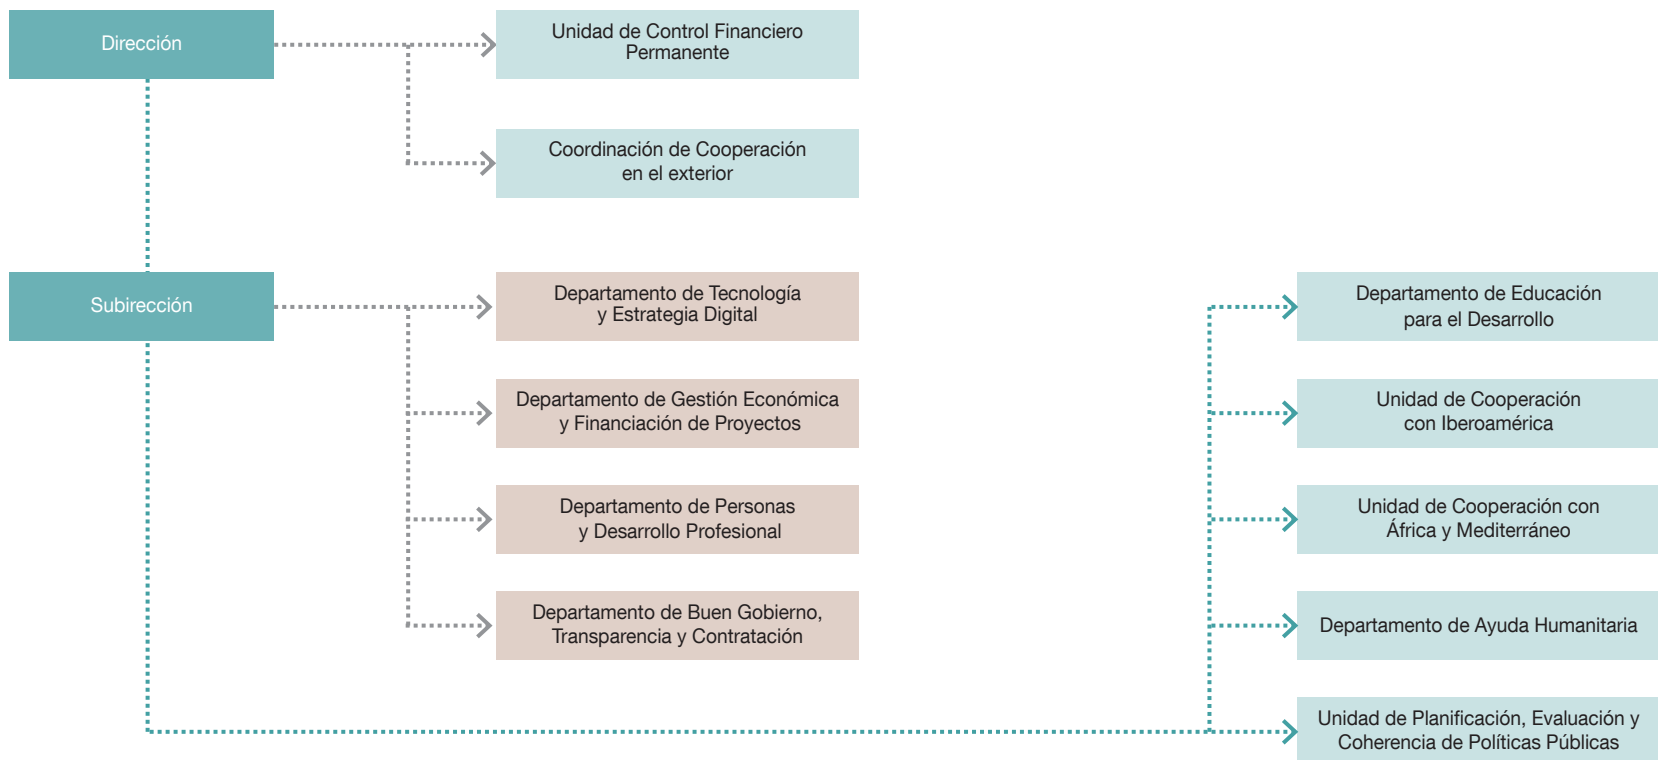 Dirección
Unidad de Control Financiero
Permanente
Coordinación de Cooperación
en el exterior
Subirección
Departamento de Tecnología
y Estrategia Digital
Departamento de Gestión Económica
y Financiación de Proyectos
Departamento de Personas
y Desarrollo Profesional
Departamento de Buen Gobierno,
Transparencia y Contratación
Departamento de Educación
para el Desarrollo
Unidad de Cooperación
con Iberoamérica
Unidad de Cooperación con
África y Mediterráneo
Departamento de Ayuda Humanitaria
Unidad de Planificación, Evaluación y
Coherencia de Políticas Públicas